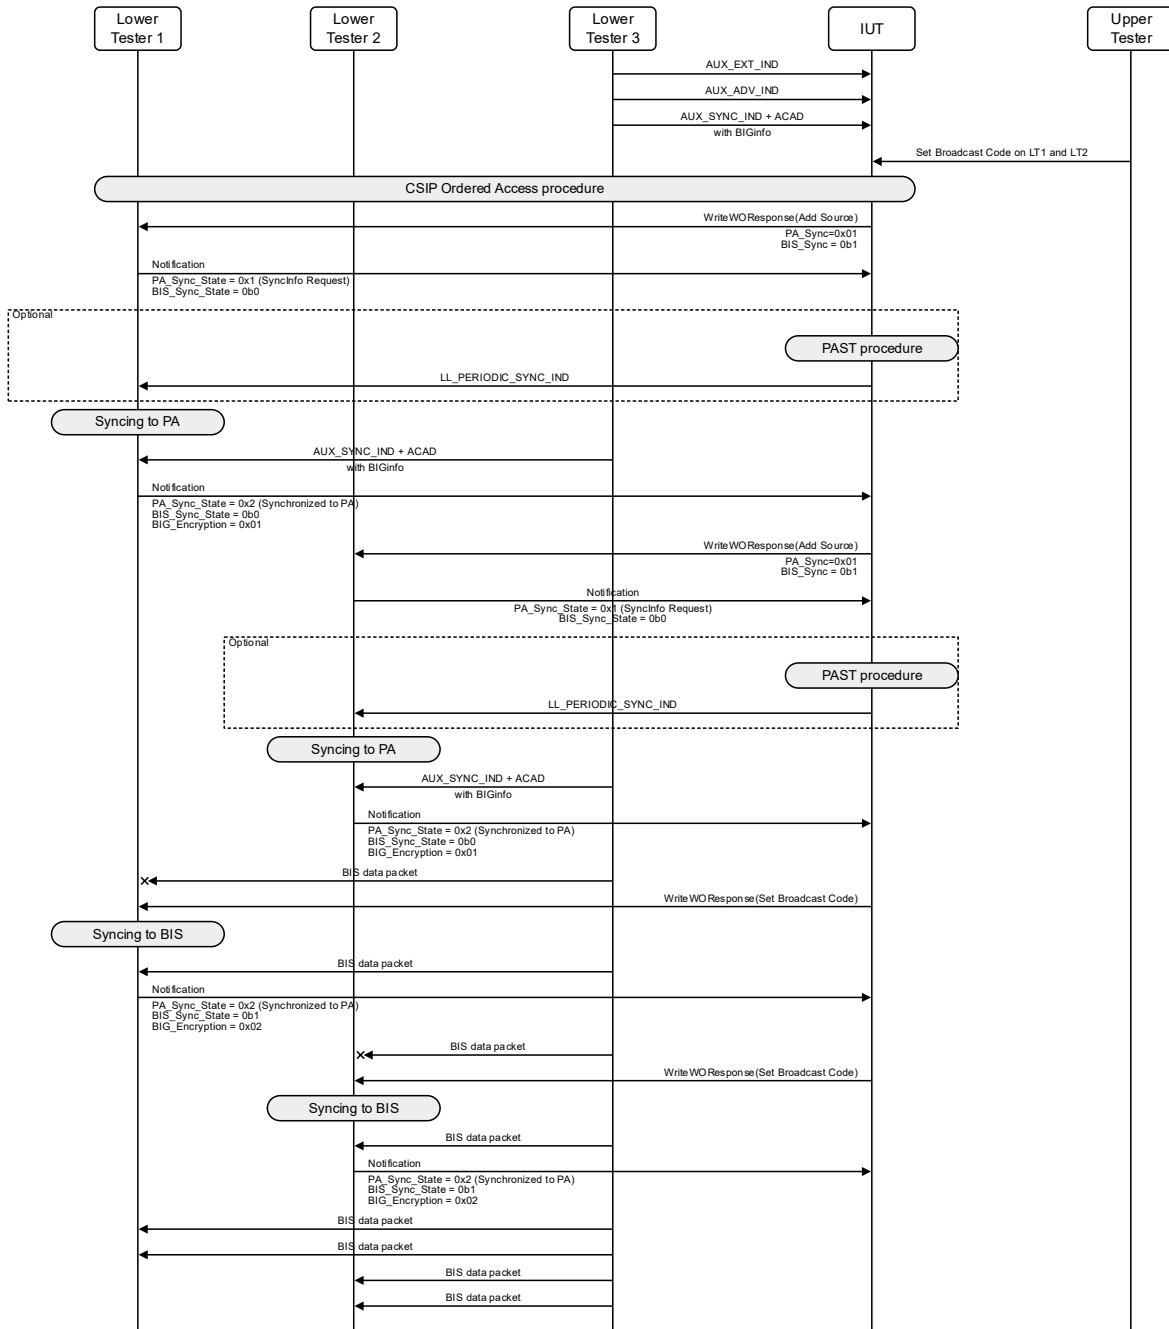 Lower
Tester 1
Lower
Tester 2
Lower
Tester 3
IUT
Upper
Tester
AUX_EXT_IND
AUX_ADV_IND
AUX_SYNC_IND + ACAD
with BIGinfo
Set Broadcast Code on LT1 and LT2
CSIP Ordered Access procedure
WriteWOResponse(Add Source)
PA_Sync=0x01
BIS_Sync = 0b1
Notification
PA_Sync_State = 0x1 (SyncInfo Request)
BIS_Sync_State = 0b0
Optional
PAST procedure
LL_PERIODIC_SYNC_IND
Syncing to PA
AUX_SYNC_IND + ACAD
with BIGinfo
Notification
PA_Sync_State = 0x2 (Synchronized to PA)
BIS_Sync_State = 0b0
BIG_Encryption = 0x01
WriteWOResponse(Add Source)
PA_Sync=0x01
BIS_Sync = 0b1
Notification
PA_Sync_State = 0x1 (SyncInfo Request)
BIS_Sync_State = 0b0
Optional
PAST procedure
LL_PERIODIC_SYNC_IND
Syncing to PA
AUX_SYNC_IND + ACAD
with BIGinfo
Notification
PA_Sync_State = 0x2 (Synchronized to PA)
BIS_Sync_State = 0b0
BIG_Encryption = 0x01
BIS data packet
WriteWOResponse(Set Broadcast Code)
Syncing to BIS
BIS data packet
Notification
PA_Sync_State = 0x2 (Synchronized to PA)
BIS_Sync_State = 0b1
BIG_Encryption = 0x02
BIS data packet
WriteWOResponse(Set Broadcast Code)
Syncing to BIS
BIS data packet
Notification
PA_Sync_State = 0x2 (Synchronized to PA)
BIS_Sync_State = 0b1
BIG_Encryption = 0x02
BIS data packet
BIS data packet
BIS data packet
BIS data packet